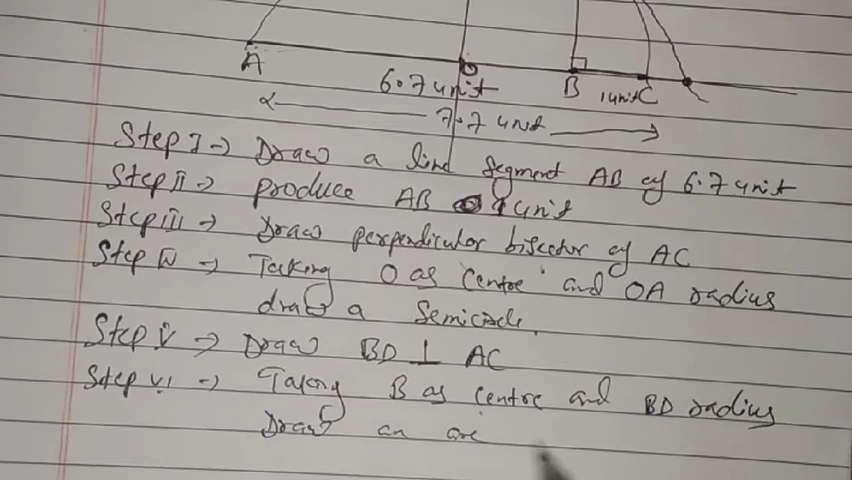 A
6.7 unit
B
1unit
C
7.7 unit
Step I → Draw a line segment AB of 6.7 unit
Step II → produce AB 1 unit
Step III → Draw perpendicular bisector of AC
Step IV → Taking O as centre and OA radius
draw a Semicircle.
Step V → Draw BD ⊥ AC
Step VI → Taking B as centre and BD radius
Draw an arc